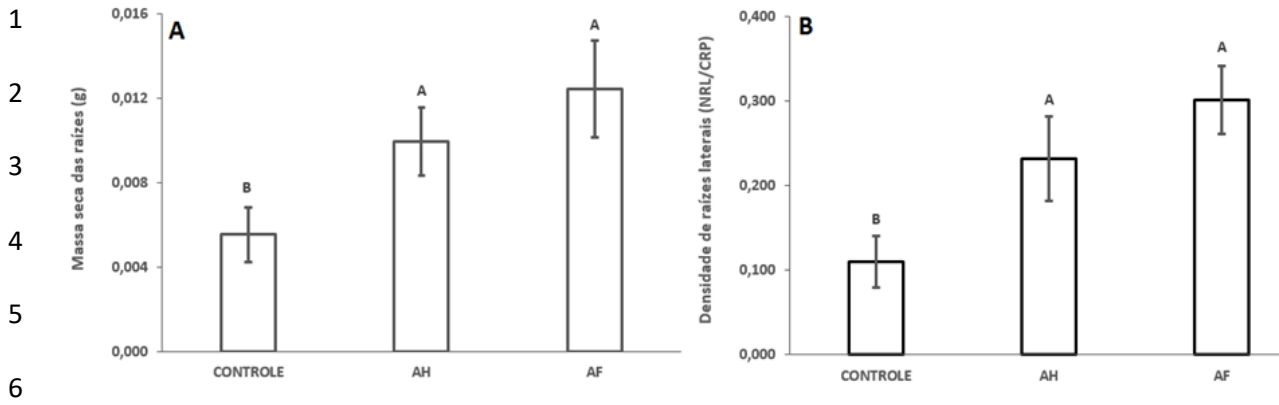 1
2
3
4
5
6
A
Massa seca das raízes (g)
0,016
0,012
0,008
0,004
0,000
B
A
A
CONTROLE
AH
AF
B
Densidade de raízes laterais (NRL/CRP)
0,400
0,300
0,200
0,100
0,000
B
A
A
CONTROLE
AH
AF